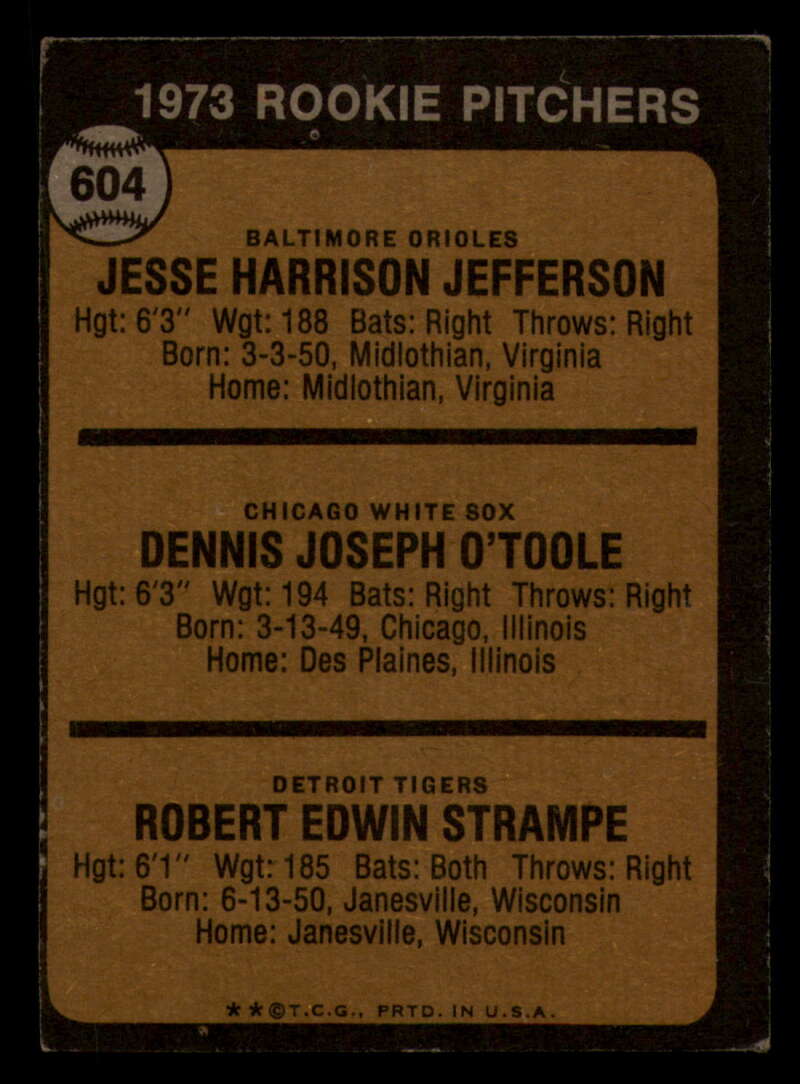 1973 ROOKIE PITCHERS
604
BALTIMORE ORIOLES
JESSE HARRISON JEFFERSON
Hgt: 6'3" Wgt: 188 Bats: Right Throws: Right
Born: 3-3-50, Midlothian, Virginia
Home: Midlothian, Virginia
CHICAGO WHITE SOX
DENNIS JOSEPH O'TOOLE
Hgt: 6'3" Wgt: 194 Bats: Right Throws: Right
Born: 3-13-49, Chicago, Illinois
Home: Des Plaines, Illinois
DETROIT TIGERS
ROBERT EDWIN STRAMPE
Hgt: 6'1" Wgt: 185 Bats: Both Throws: Right
Born: 6-13-50, Janesville, Wisconsin
Home: Janesville, Wisconsin
★★©T.C.G., PRTD. IN U.S.A.